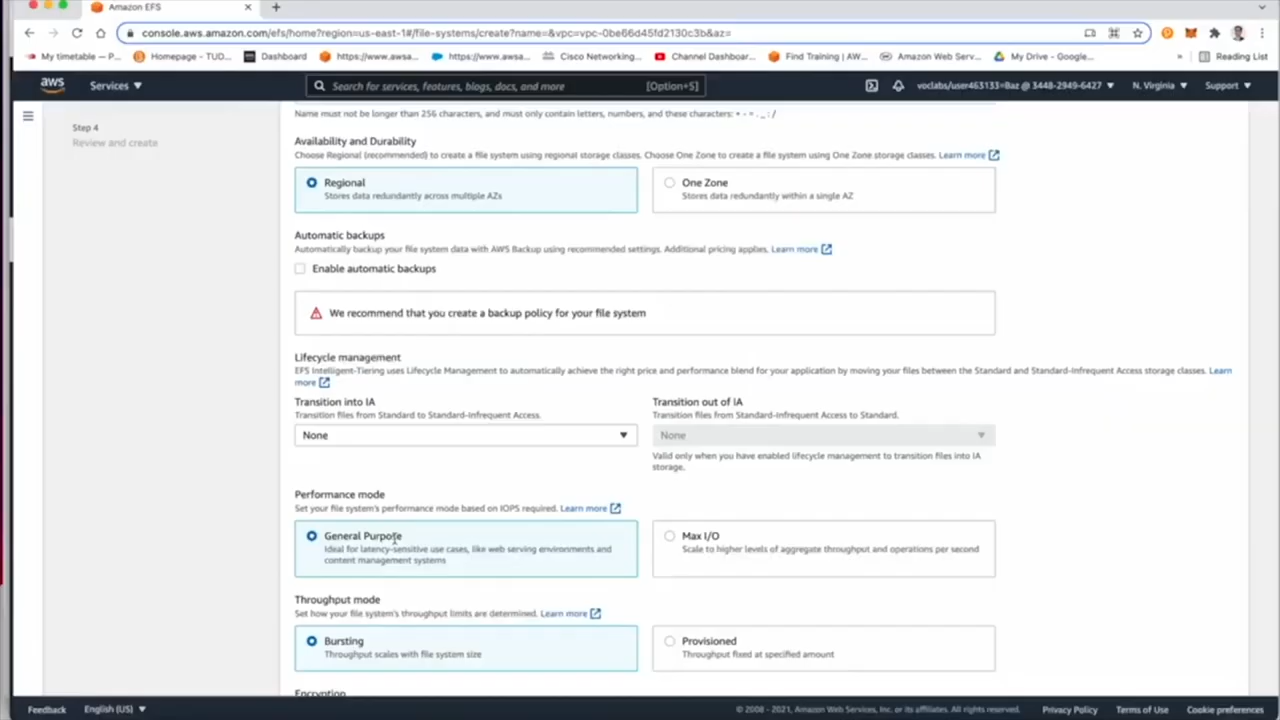 Amazon EFS
console.aws.amazon.com/efs/home?region=us-east-1#/file-systems/create?name=&vpc=vpc-0be66d45fd2130c3b&az=
My timetable — P... Homepage - TUD... Dashboard https://www.awsa... https://www.awsa... Cisco Networking... Channel Dashboar... Find Training | AW... Amazon Web Serv... My Drive - Google... » Reading List
aws Services Search for services, features, blogs, docs, and more [Option+S] voclabs/user463133=Baz @ 3448-2949-6427 N. Virginia Support
Name must not be longer than 256 characters, and must only contain letters, numbers, and these characters: + - = . _ : /
Step 4
Review and create
Availability and Durability
Choose Regional (recommended) to create a file system using regional storage classes. Choose One Zone to create a file system using One Zone storage classes. Learn more
Regional
Stores data redundantly across multiple AZs
One Zone
Stores data redundantly within a single AZ
Automatic backups
Automatically backup your file system data with AWS Backup using recommended settings. Additional pricing applies. Learn more
Enable automatic backups
We recommend that you create a backup policy for your file system
Lifecycle management
EFS Intelligent-Tiering uses Lifecycle Management to automatically achieve the right price and performance blend for your application by moving your files between the Standard and Standard-Infrequent Access storage classes. Learn
more
Transition into IA
Transition files from Standard to Standard-Infrequent Access.
None
Transition out of IA
Transition files from Standard-Infrequent Access to Standard.
None
Valid only when you have enabled lifecycle management to transition files into IA
storage.
Performance mode
Set your file system's performance mode based on IOPS required. Learn more
General Purpose
Ideal for latency-sensitive use cases, like web serving environments and
content management systems
Max I/O
Scale to higher levels of aggregate throughput and operations per second
Throughput mode
Set how your file system's throughput limits are determined. Learn more
Bursting
Throughput scales with file system size
Provisioned
Throughput fixed at specified amount
Encryption
Feedback English (US) © 2008 - 2021, Amazon Web Services, Inc. or its affiliates. All rights reserved. Privacy Policy Terms of Use Cookie preferences